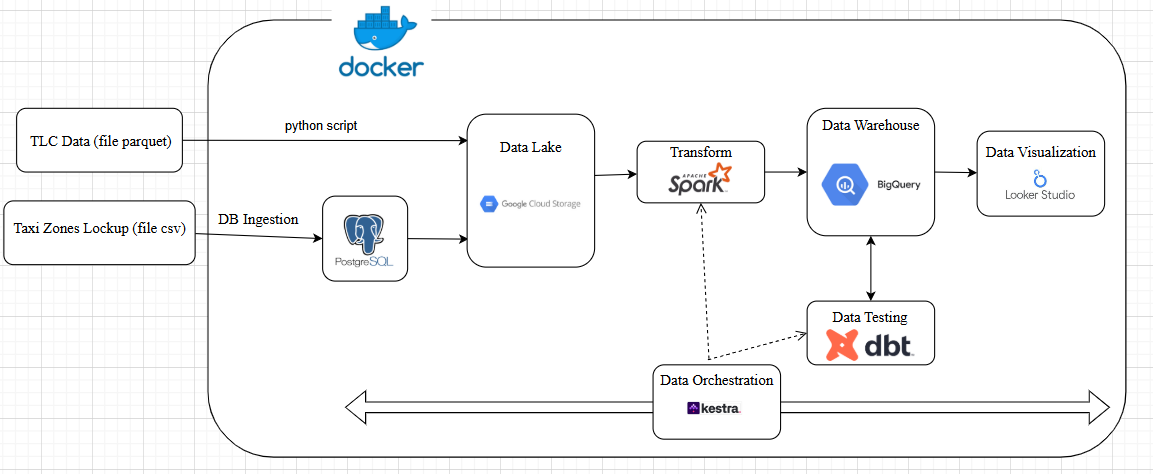 docker
TLC Data (file parquet)
python script
Data Lake
Google Cloud Storage
Transform
APACHE
Spark
Data Warehouse
BigQuery
Data Visualization
Looker Studio
Taxi Zones Lockup (file csv)
DB Ingestion
PostgreSQL
Data Testing
dbt
Data Orchestration
kestra